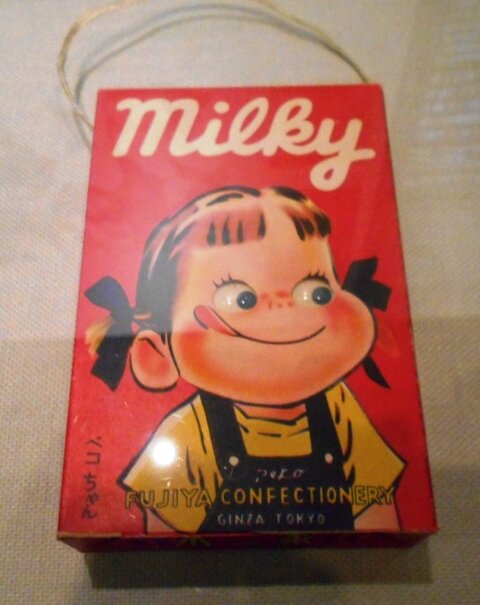 milky
ペコちゃん
peko
FUJIYA CONFECTIONERY
GINZA TOKYO